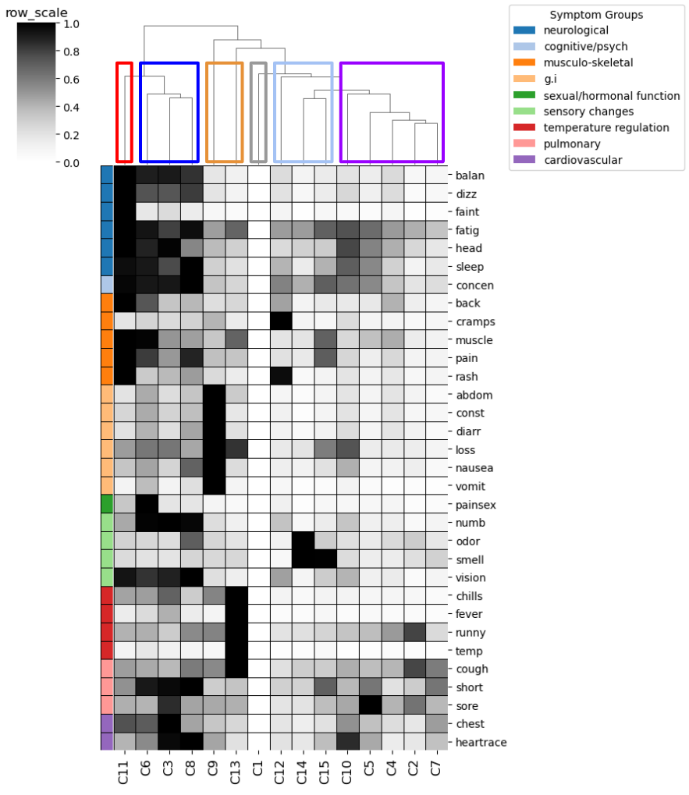 row_scale
1.0
0.8
0.6
0.4
0.2
0.0
Symptom Groups
neurological
cognitive/psych
musculo-skeletal
g.i
sexual/hormonal function
sensory changes
temperature regulation
pulmonary
cardiovascular
balan
dizz
faint
fatig
head
sleep
concen
back
cramps
muscle
pain
rash
abdom
const
diarr
loss
nausea
vomit
painsex
numb
odor
smell
vision
chills
fever
runny
temp
cough
short
sore
chest
heartrace
C11 C6 C3 C8 C9 C13 C1 C12 C14 C15 C10 C5 C4 C2 C7